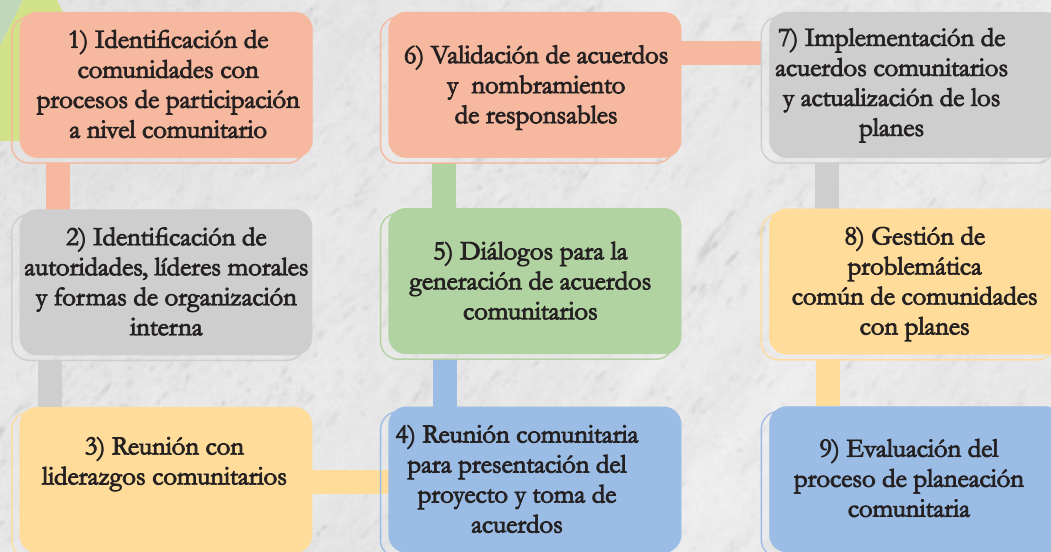 1) Identificación de
comunidades con
procesos de participación
a nivel comunitario
2) Identificación de
autoridades, líderes morales
y formas de organización
interna
3) Reunión con
liderazgos comunitarios
4) Reunión comunitaria
para presentación del
proyecto y toma de
acuerdos
5) Diálogos para la
generación de acuerdos
comunitarios
6) Validación de acuerdos
y nombramiento
de responsables
7) Implementación de
acuerdos comunitarios
y actualización de los
planes
8) Gestión de
problemática
común de comunidades
con planes
9) Evaluación del
proceso de planeación
comunitaria